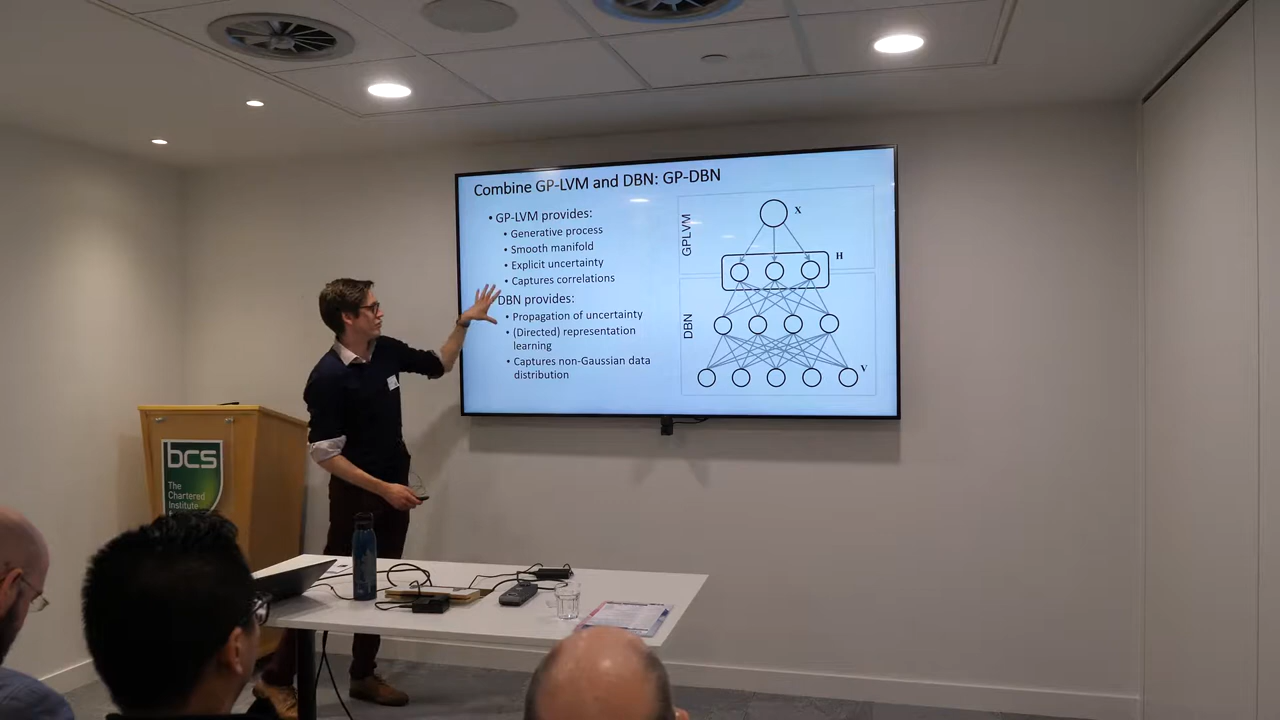 Combine GP-LVM and DBN: GP-DBN
• GP-LVM provides:
• Generative process
• Smooth manifold
• Explicit uncertainty
• Captures correlations
DBN provides:
• Propagation of uncertainty
• (Directed) representation
learning
• Captures non-Gaussian data
distribution
GPLVM
X
H
DBN
V
bcs
The
Chartered
Institute